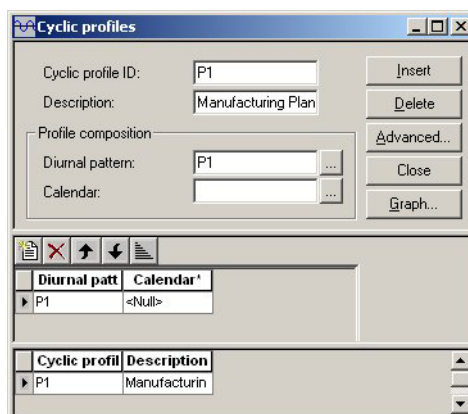 Cyclic profiles
Cyclic profile ID: P1 Insert
Description: Manufacturing Plan Delete
Profile composition Advanced...
Diurnal pattern: P1 ...
Close
Calendar: ...
Graph...
Diurnal patt Calendar*
P1 <Null>
Cyclic profil Description
P1 Manufacturin